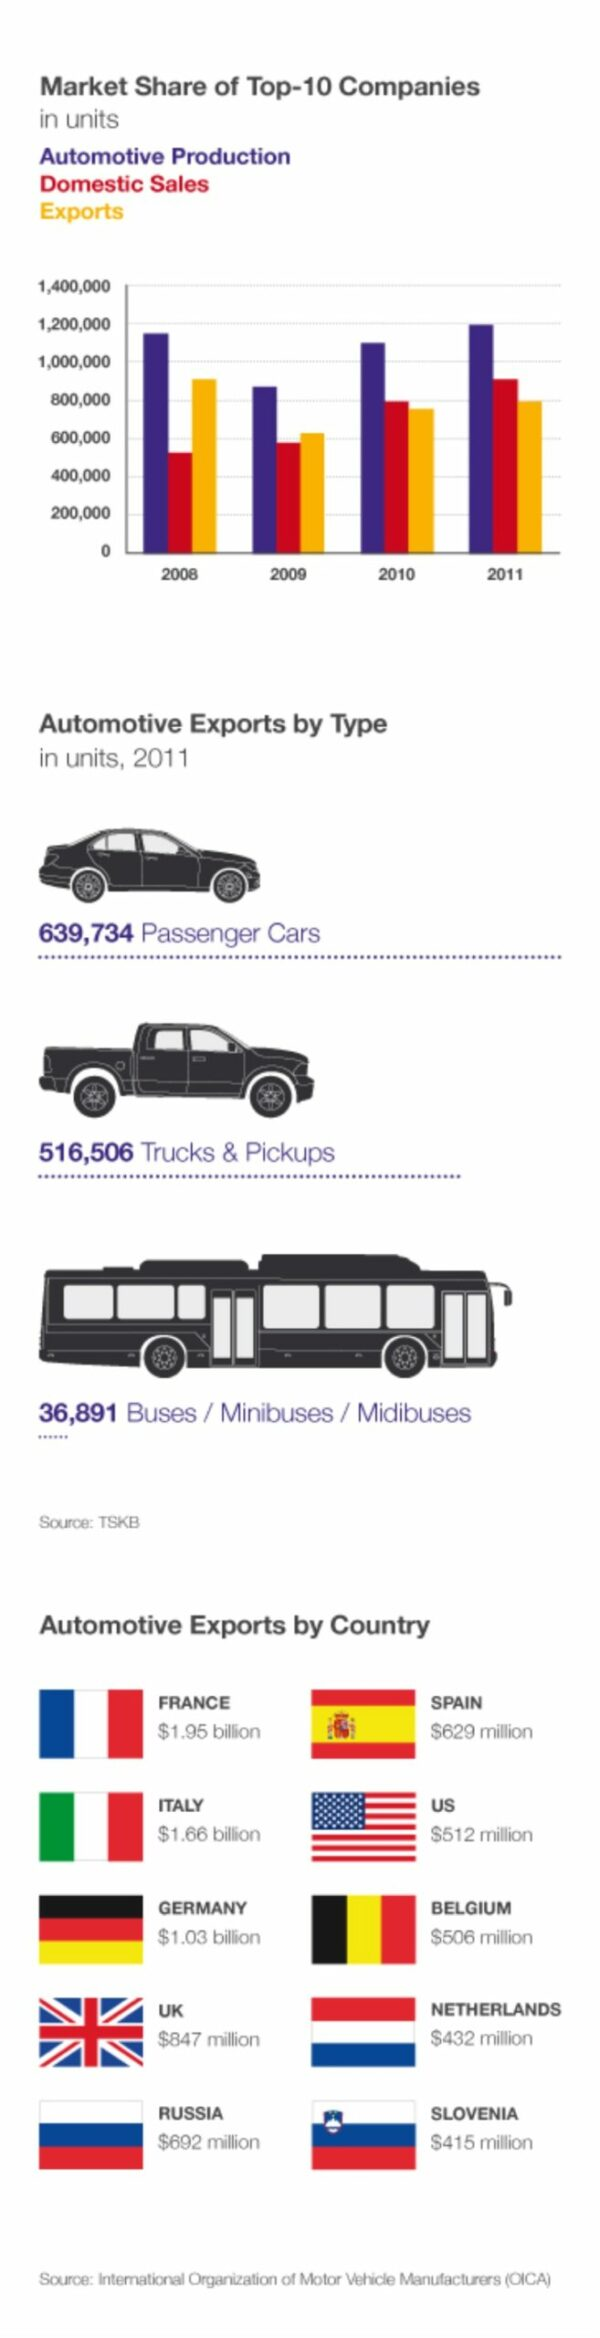 Market Share of Top-10 Companies
in units
Automotive Production
Domestic Sales
Exports
1,400,000
1,200,000
1,000,000
800,000
600,000
400,000
200,000
0
2008
2009
2010
2011
Automotive Exports by Type
in units, 2011
639,734 Passenger Cars
516,506 Trucks & Pickups
36,891 Buses / Minibuses / Midibuses
Source: TSKB
Automotive Exports by Country
FRANCE
$1.95 billion
SPAIN
$629 million
ITALY
$1.66 billion
US
$512 million
GERMANY
$1.03 billion
BELGIUM
$506 million
UK
$847 million
NETHERLANDS
$432 million
RUSSIA
$692 million
SLOVENIA
$415 million
Source: International Organization of Motor Vehicle Manufacturers (OICA)